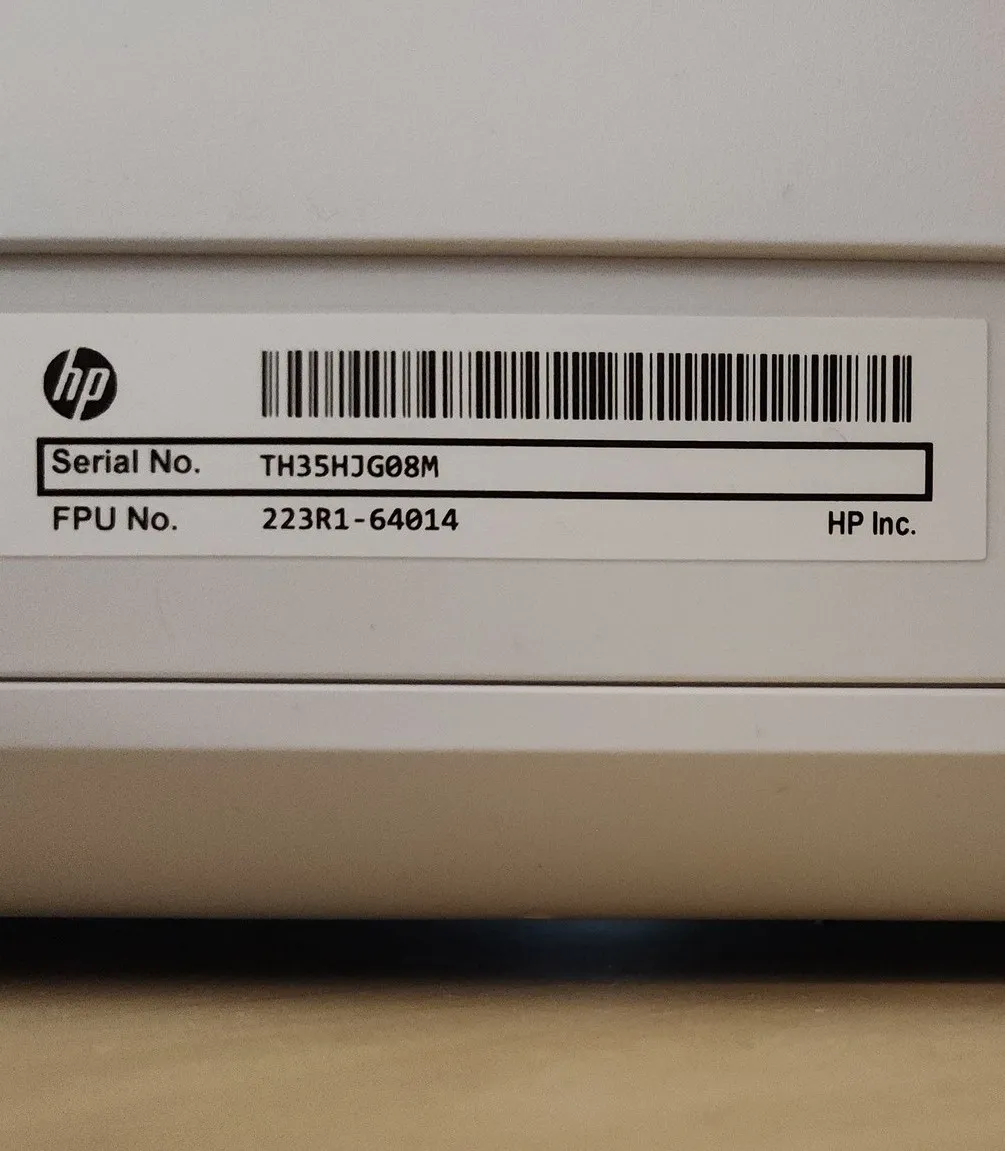 hp
Serial No. TH35HJG08M
FPU No. 223R1-64014 HP Inc.